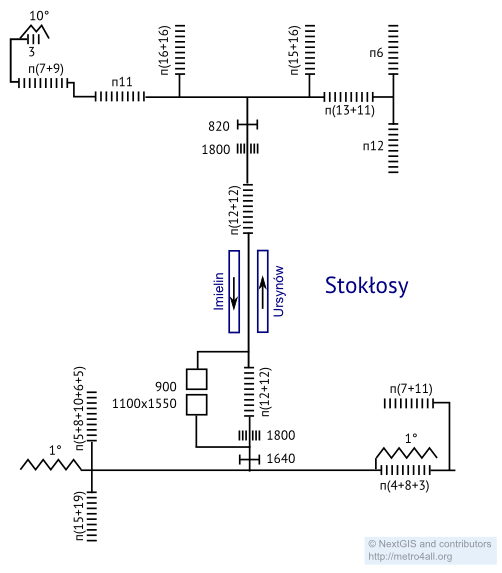 10°
3
п(7+9)
п11
п(16+16)
п(15+16)
п6
п(13+11)
п12
820
1800
п(12+12)
Imielin
Ursynów
Stokłosy
900
1100x1550
п(12+12)
1800
1640
п(5+8+10+6+5)
1°
п(15+19)
п(7+11)
1°
п(4+8+3)
© NextGIS and contributors
http://metro4all.org